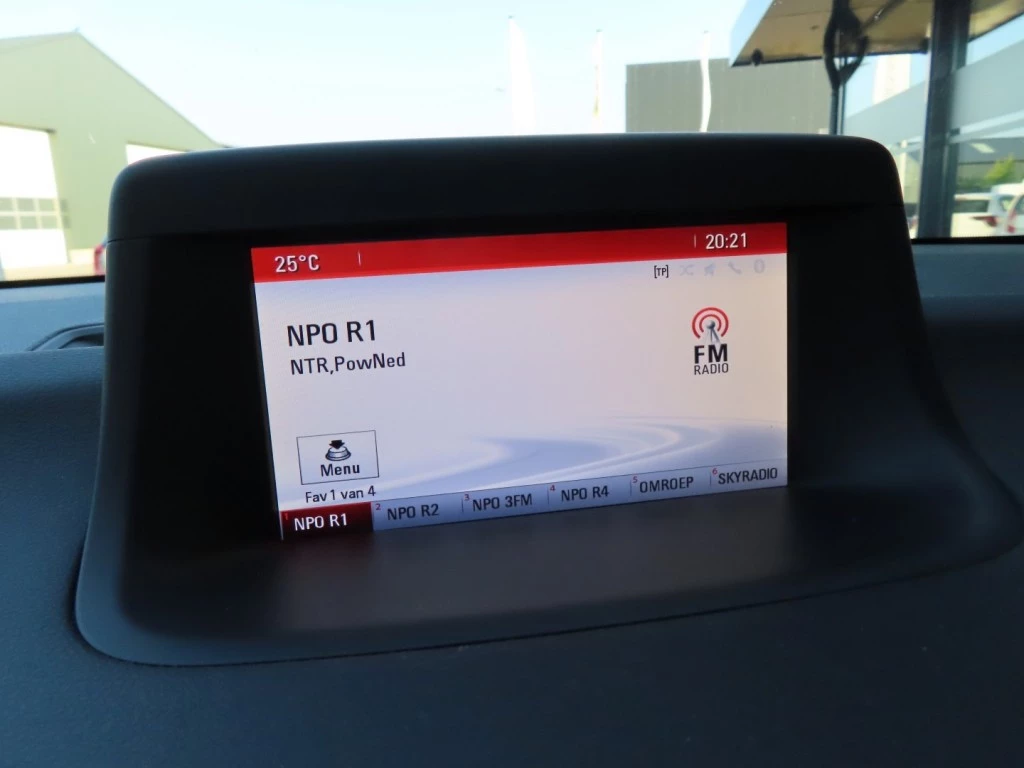 25°C
20:21
[TP]
NPO R1
NTR,PowNed
FM
RADIO
Menu
Fav 1 van 4
1 NPO R1
2 NPO R2
3 NPO 3FM
4 NPO R4
5 OMROEP
6 SKYRADIO